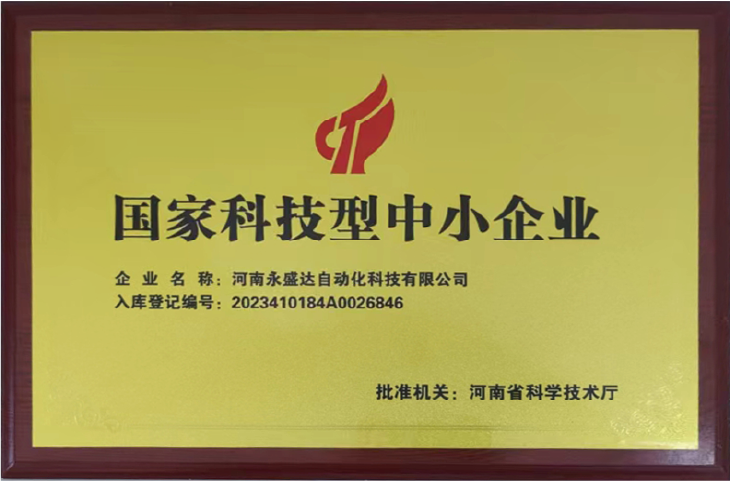 国家科技型中小企业
企业名称：河南永盛达自动化科技有限公司
入库登记编号：2023410184A0026846
批准机关：河南省科学技术厅